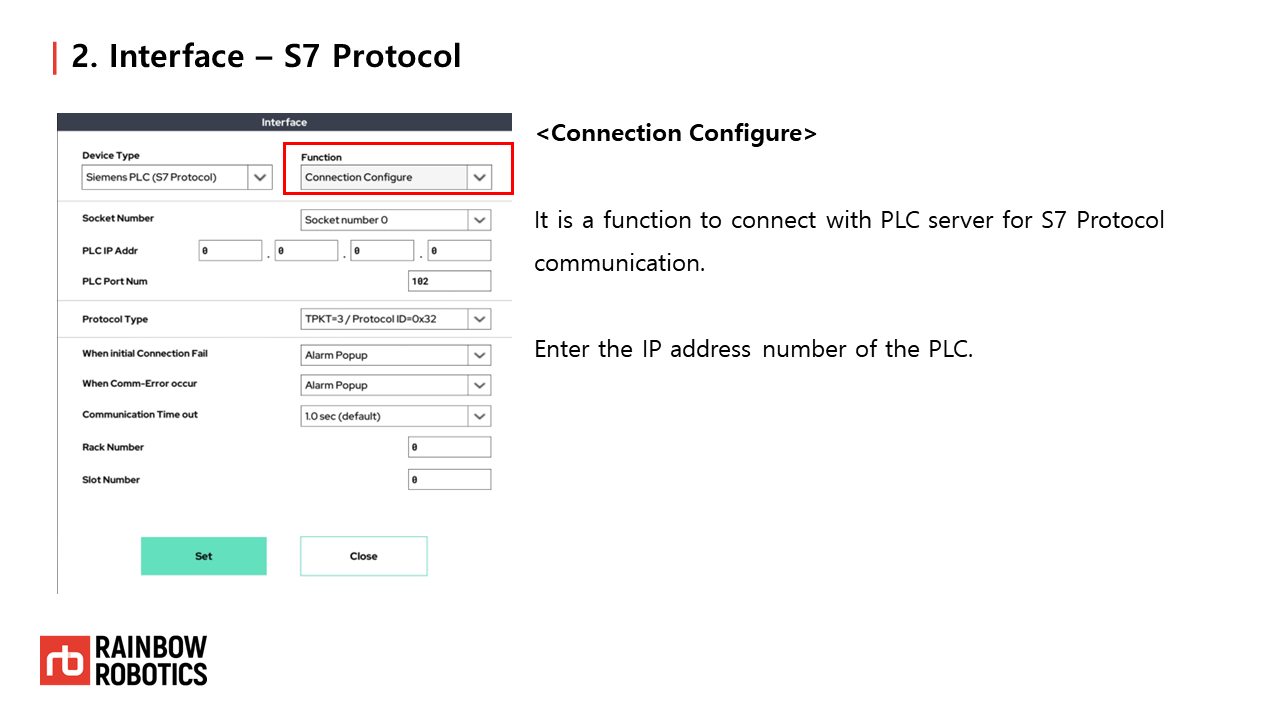 2. Interface – S7 Protocol
Interface
Device Type
Function
Siemens PLC (S7 Protocol)
Connection Configure
Socket Number
Socket number 0
PLC IP Addr
0 . 0 . 0 . 0
PLC Port Num
102
Protocol Type
TPKT=3 / Protocol ID=0x32
When initial Connection Fail
Alarm Popup
When Comm-Error occur
Alarm Popup
Communication Time out
1.0 sec (default)
Rack Number
0
Slot Number
0
Set
Close
<Connection Configure>
It is a function to connect with PLC server for S7 Protocol
communication.
Enter the IP address number of the PLC.
rb
RAINBOW
ROBOTICS